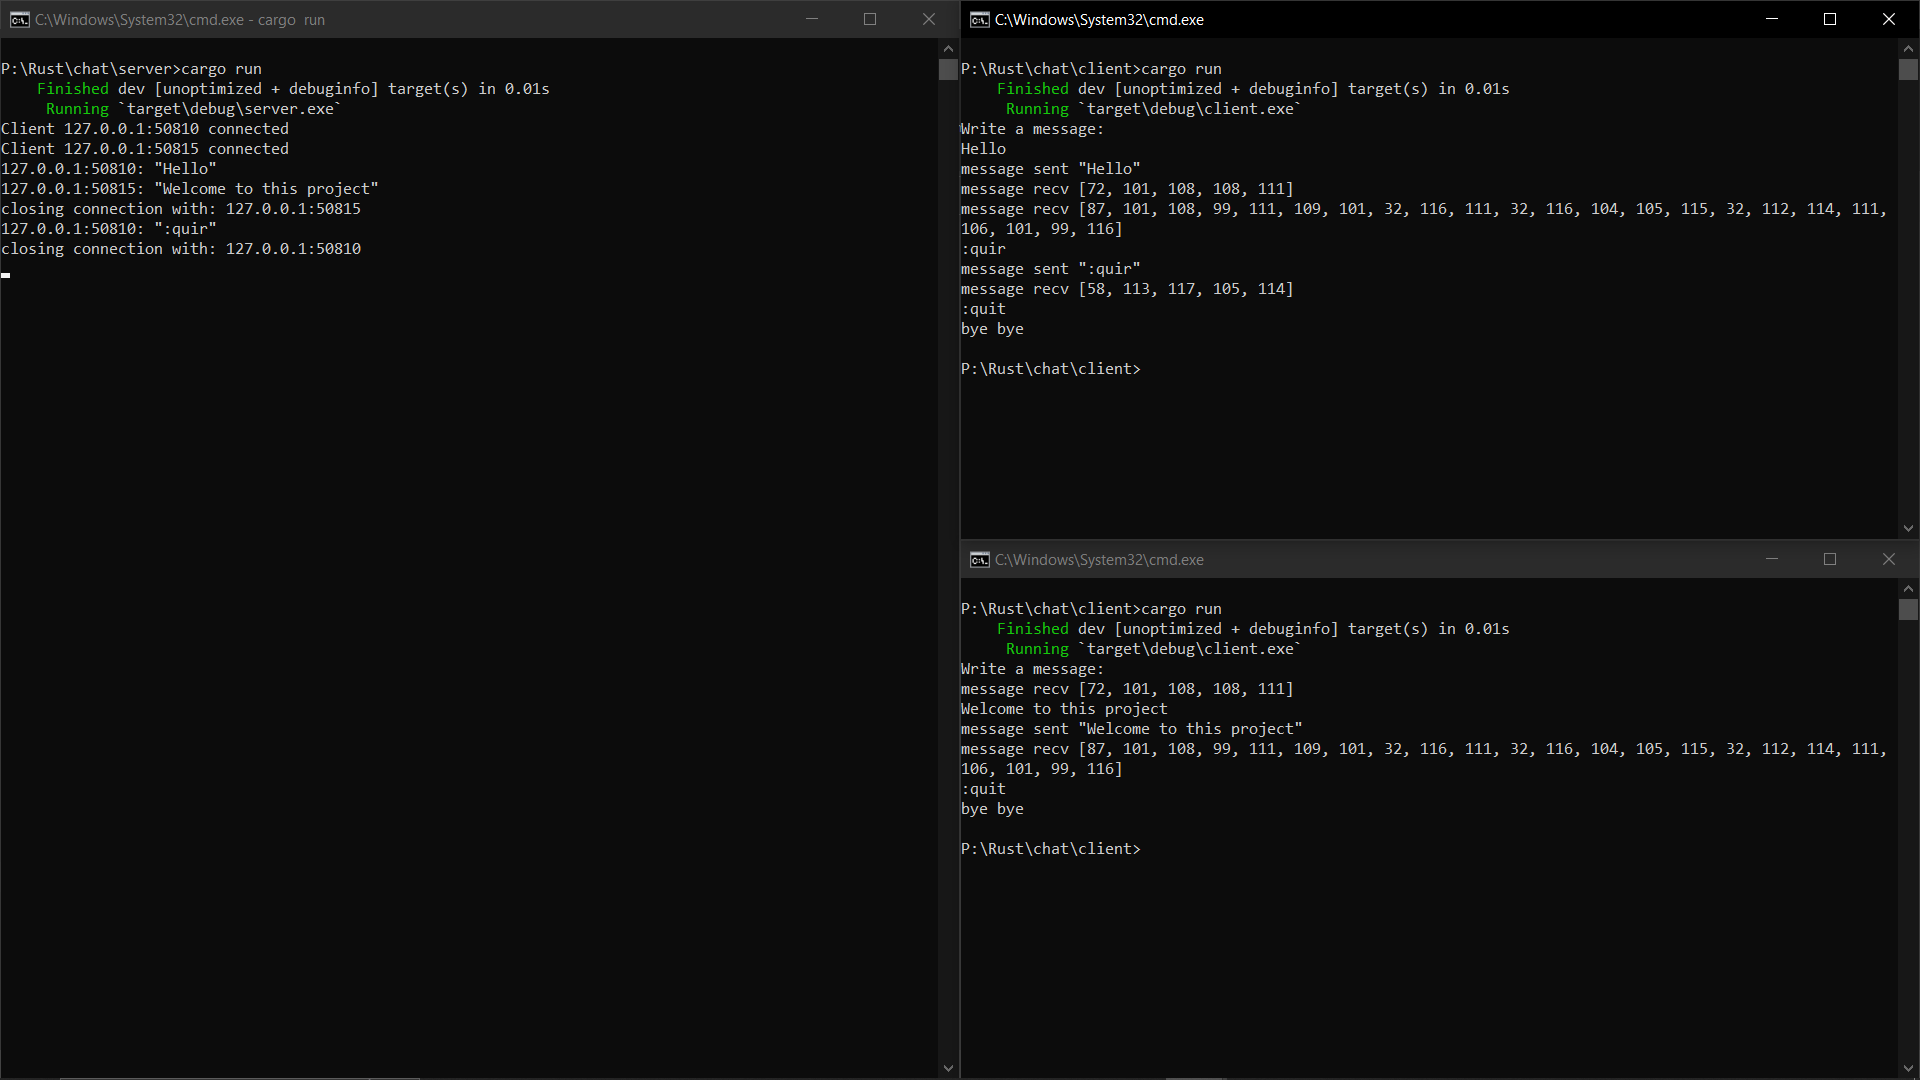 C:\Windows\System32\cmd.exe - cargo  run
P:\Rust\chat\server>cargo run
    Finished dev [unoptimized + debuginfo] target(s) in 0.01s
     Running `target\debug\server.exe`
Client 127.0.0.1:50810 connected
Client 127.0.0.1:50815 connected
127.0.0.1:50810: "Hello"
127.0.0.1:50815: "Welcome to this project"
closing connection with: 127.0.0.1:50815
127.0.0.1:50810: ":quir"
closing connection with: 127.0.0.1:50810
C:\Windows\System32\cmd.exe
P:\Rust\chat\client>cargo run
    Finished dev [unoptimized + debuginfo] target(s) in 0.01s
     Running `target\debug\client.exe`
Write a message:
Hello
message sent "Hello"
message recv [72, 101, 108, 108, 111]
message recv [87, 101, 108, 99, 111, 109, 101, 32, 116, 111, 32, 116, 104, 105, 115, 32, 112, 114, 111,
106, 101, 99, 116]
:quir
message sent ":quir"
message recv [58, 113, 117, 105, 114]
:quit
bye bye
P:\Rust\chat\client>
C:\Windows\System32\cmd.exe
P:\Rust\chat\client>cargo run
    Finished dev [unoptimized + debuginfo] target(s) in 0.01s
     Running `target\debug\client.exe`
Write a message:
message recv [72, 101, 108, 108, 111]
Welcome to this project
message sent "Welcome to this project"
message recv [87, 101, 108, 99, 111, 109, 101, 32, 116, 111, 32, 116, 104, 105, 115, 32, 112, 114, 111,
106, 101, 99, 116]
:quit
bye bye
P:\Rust\chat\client>